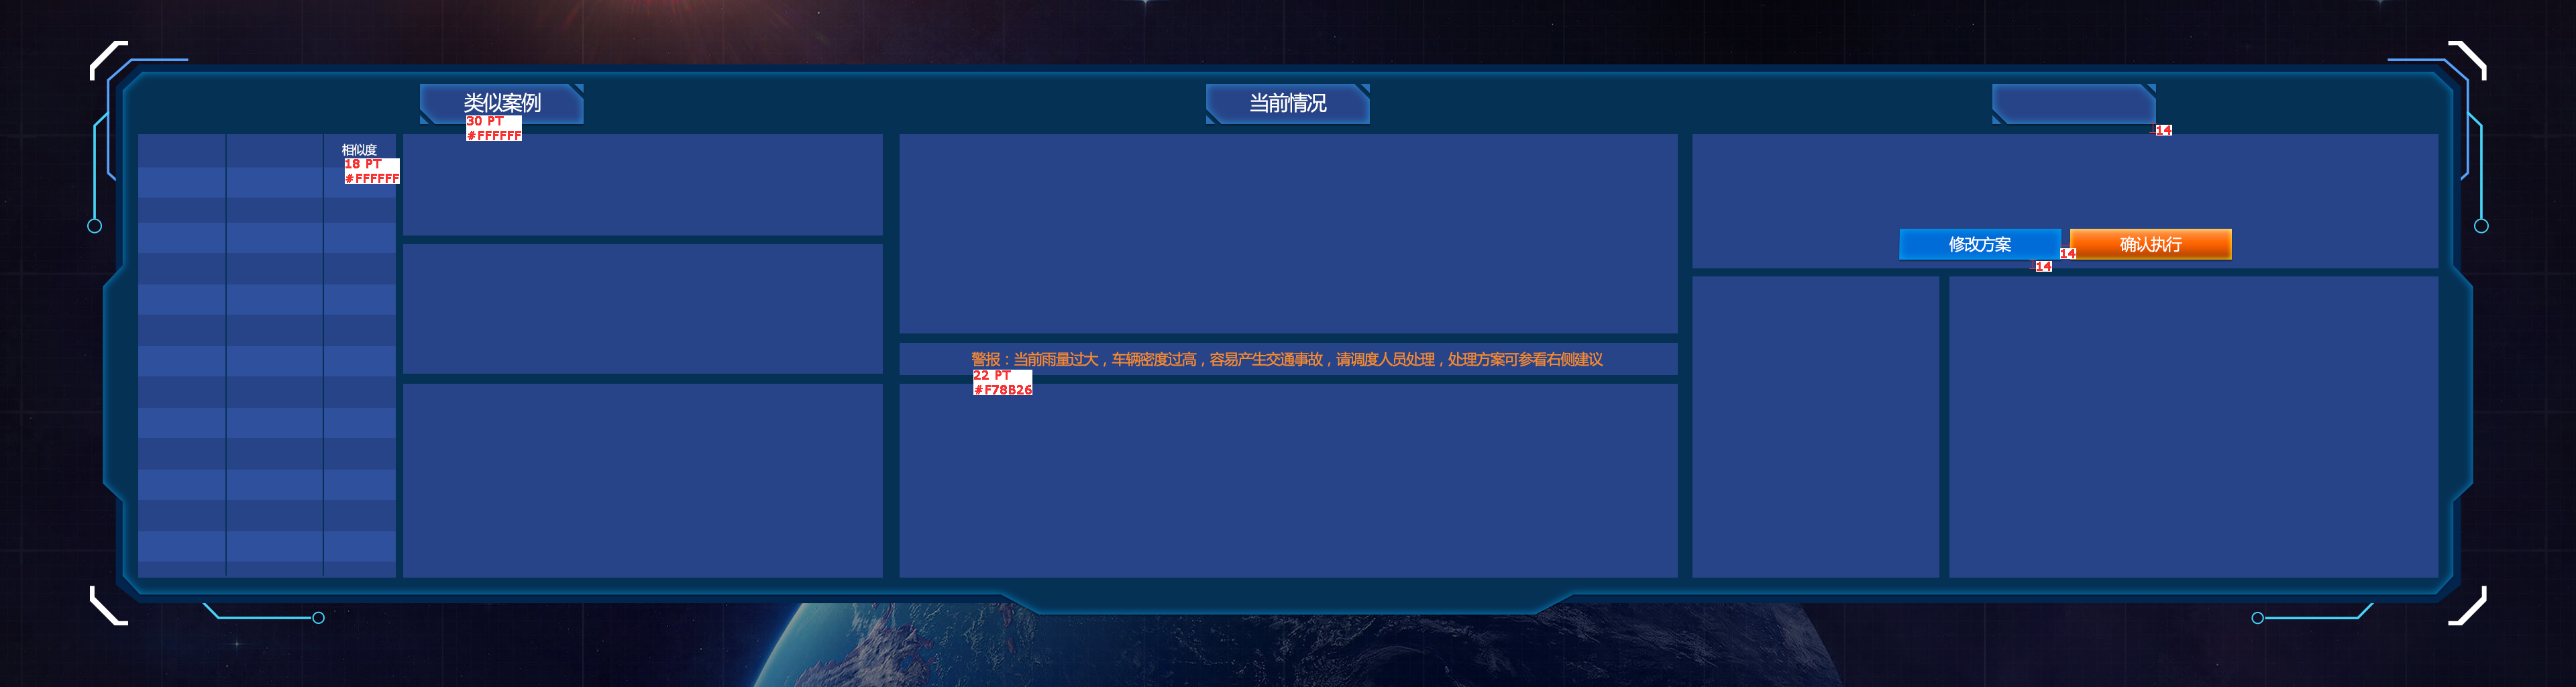 类似案例
30 PT
#FFFFFF
当前情况
14
相似度
18 PT
#FFFFFF
修改方案
确认执行
14
14
警报：当前雨量过大，车辆密度过高，容易产生交通事故，请调度人员处理，处理方案可参看右侧建议
22 PT
#F78B26